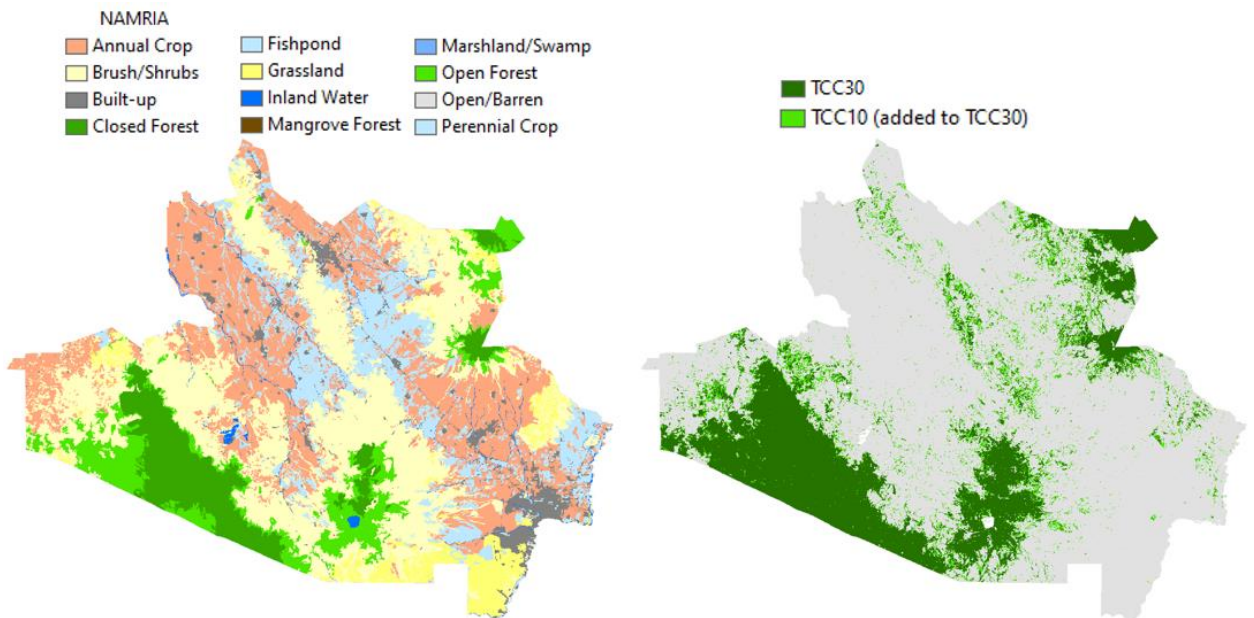 NAMRIA
Annual Crop
Brush/Shrubs
Built-up
Closed Forest
Fishpond
Grassland
Inland Water
Mangrove Forest
Marshland/Swamp
Open Forest
Open/Barren
Perennial Crop
TCC30
TCC10 (added to TCC30)